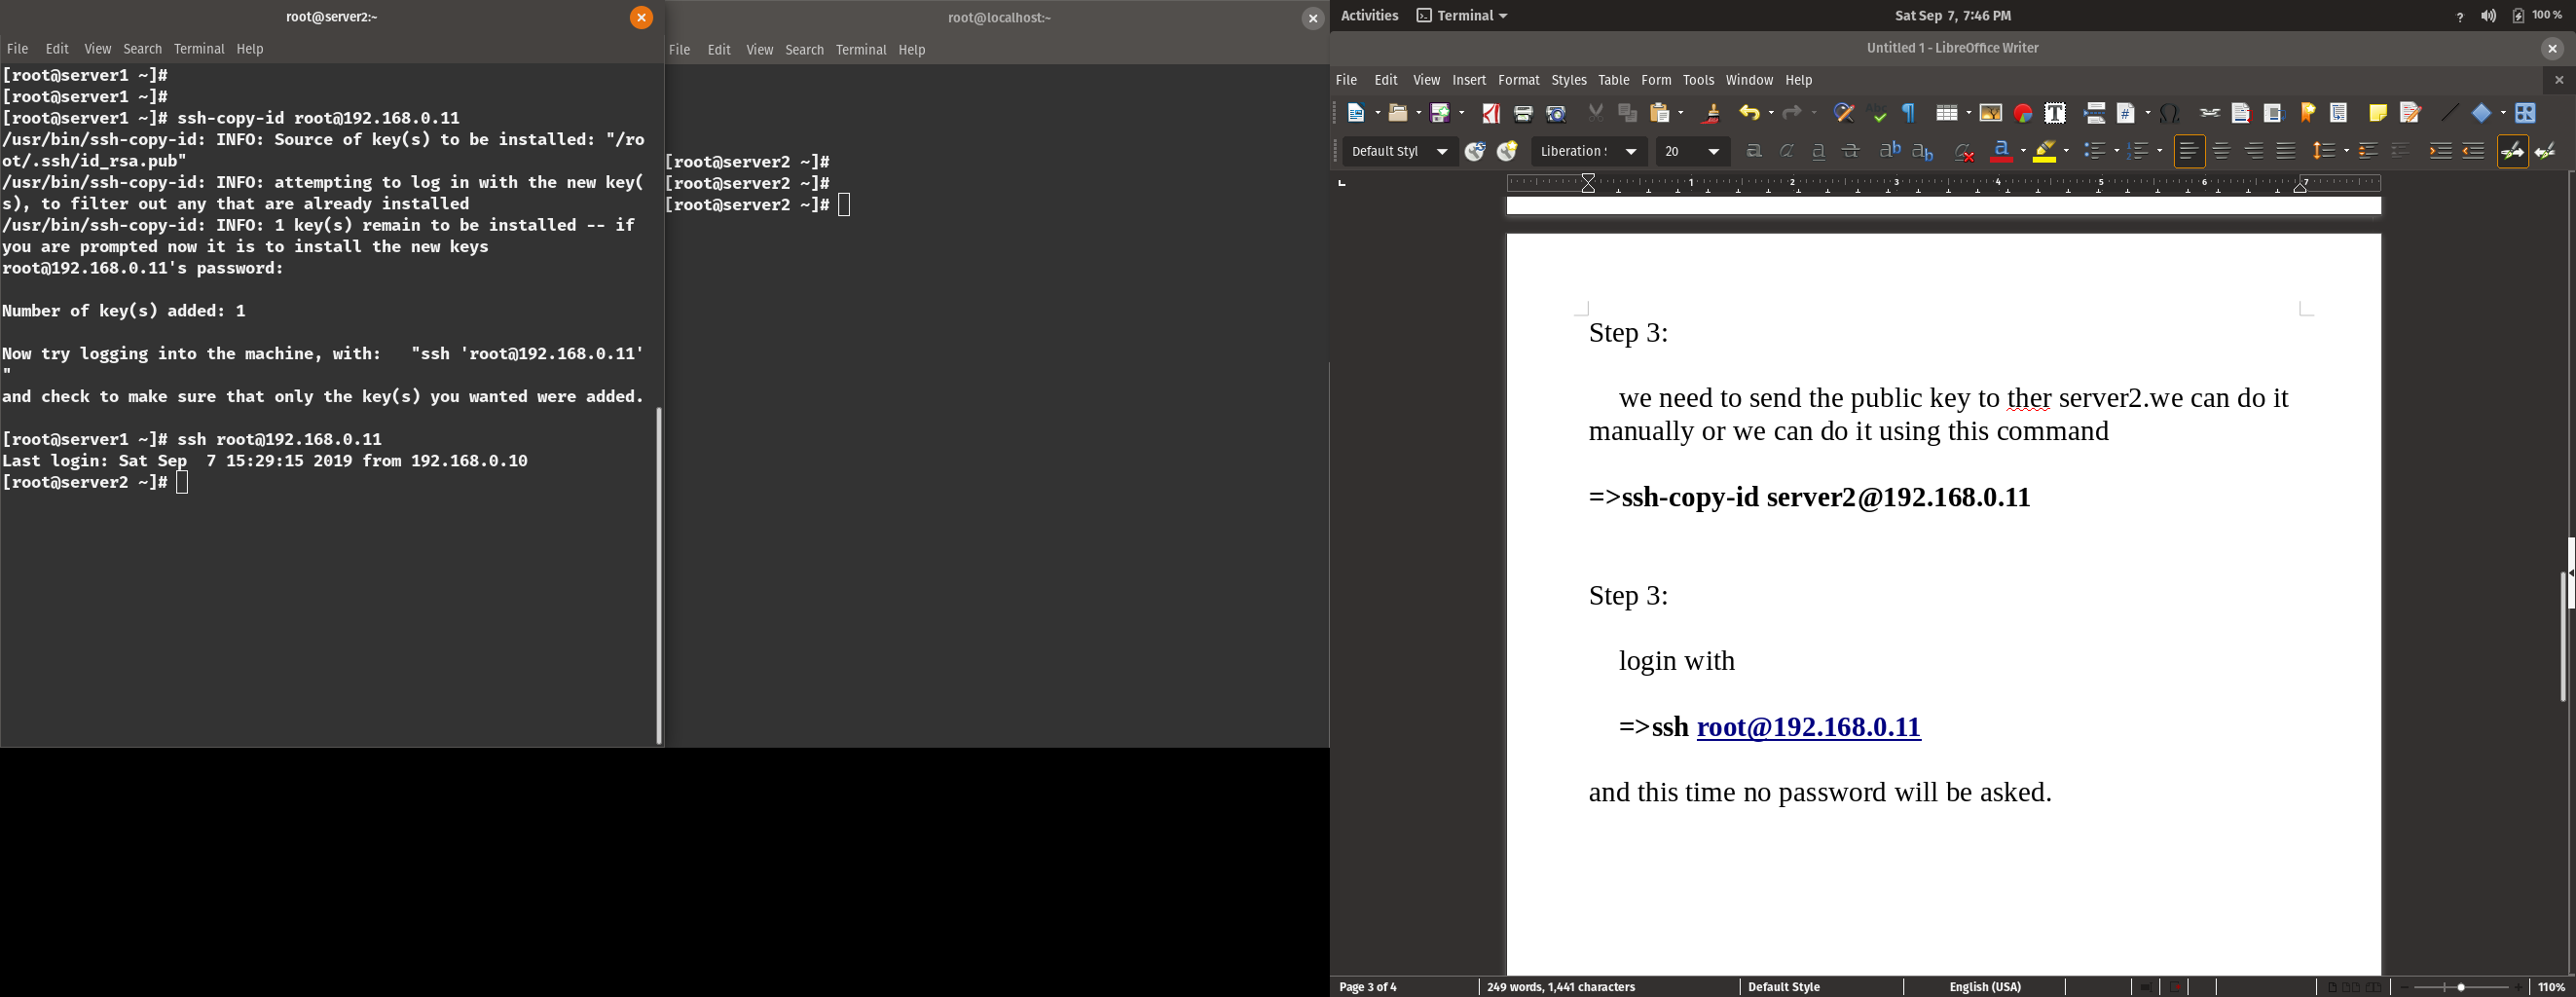 root@server2:~
File Edit View Search Terminal Help
[root@server1 ~]#
[root@server1 ~]#
[root@server1 ~]# ssh-copy-id root@192.168.0.11
/usr/bin/ssh-copy-id: INFO: Source of key(s) to be installed: "/ro
ot/.ssh/id_rsa.pub"
/usr/bin/ssh-copy-id: INFO: attempting to log in with the new key(
s), to filter out any that are already installed
/usr/bin/ssh-copy-id: INFO: 1 key(s) remain to be installed -- if
you are prompted now it is to install the new keys
root@192.168.0.11's password:
Number of key(s) added: 1
Now try logging into the machine, with:   "ssh 'root@192.168.0.11'
"
and check to make sure that only the key(s) you wanted were added.
[root@server1 ~]# ssh root@192.168.0.11
Last login: Sat Sep  7 15:29:15 2019 from 192.168.0.10
[root@server2 ~]#
root@localhost:~
File Edit View Search Terminal Help
[root@server2 ~]#
[root@server2 ~]#
[root@server2 ~]#
Activities Terminal Sat Sep 7, 7:46 PM ? 100 %
Untitled 1 - LibreOffice Writer
File Edit View Insert Format Styles Table Form Tools Window Help
Default Styl Liberation 20
1 2 3 4 5 6 7
Step 3:
we need to send the public key to ther server2.we can do it
manually or we can do it using this command
=>ssh-copy-id server2@192.168.0.11
Step 3:
login with
=>ssh root@192.168.0.11
and this time no password will be asked.
Page 3 of 4 249 words, 1,441 characters Default Style English (USA) 110%